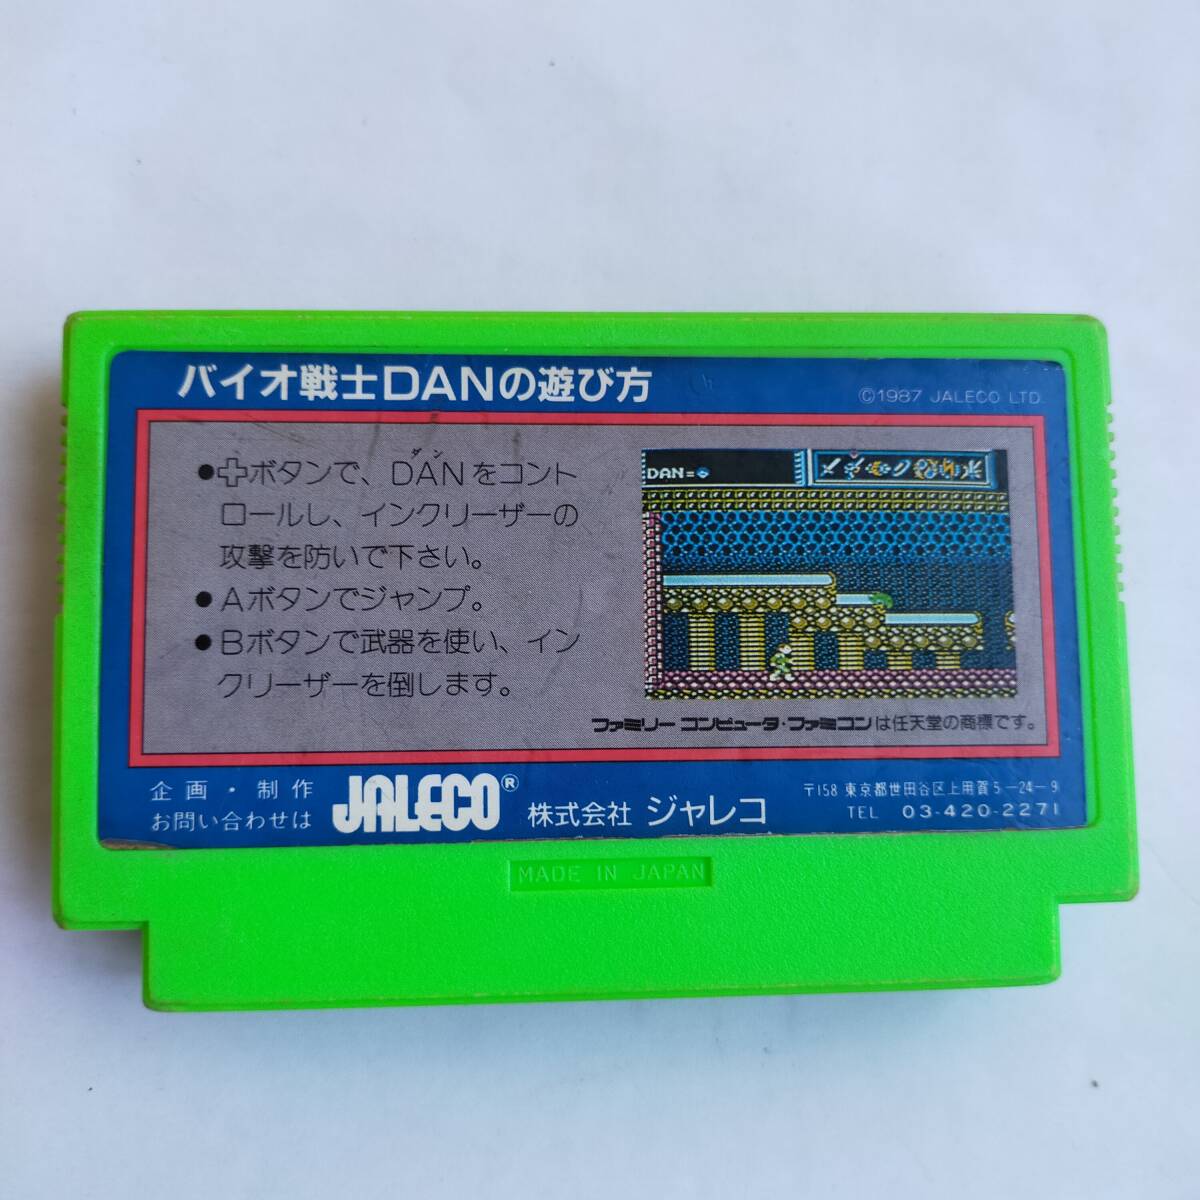 バイオ戦士DANの遊び方
©1987 JALECO LTD.
●✚ボタンで、DANをコント
ダン
ロールし、インクリーザーの
攻撃を防いで下さい。
●Aボタンでジャンプ。
●Bボタンで武器を使い、イン
クリーザーを倒します。
DAN=
ファミリー コンピュータ・ファミコンは任天堂の商標です。
企画・制作
お問い合わせは
JALECO®
株式会社 ジャレコ
〒158 東京都世田谷区上用賀5-24-9
TEL 03-420-2271
MADE IN JAPAN